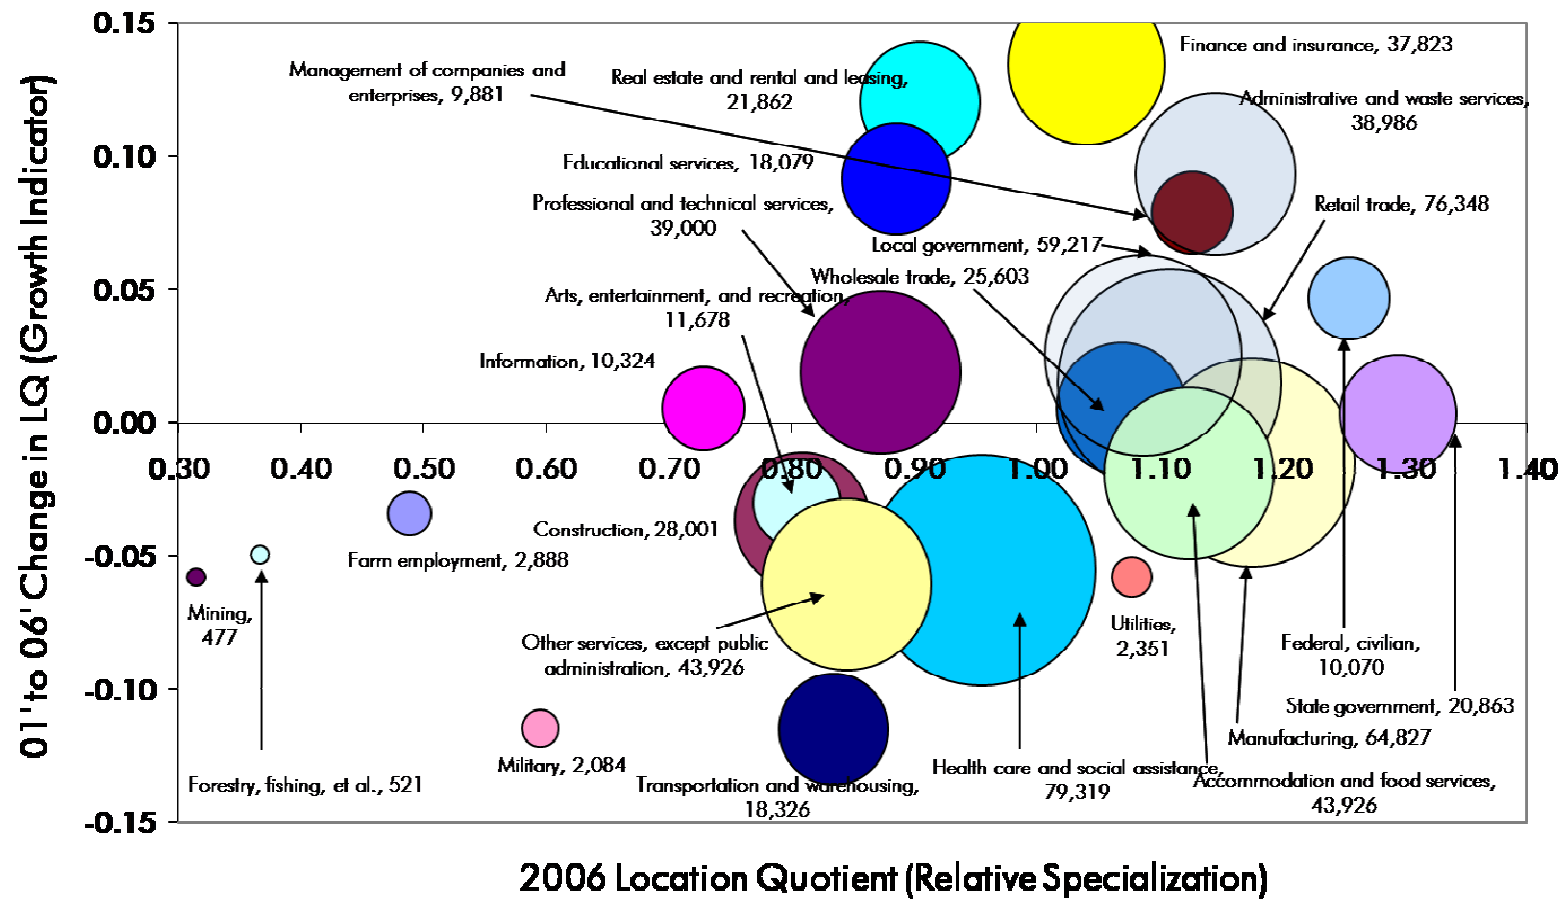 0.15
0.10
0.05
0.00
-0.05
-0.10
-0.15
01' to 06' Change in LQ (Growth Indicator)
Finance and insurance, 37,823
Management of companies and
enterprises, 9,881
Real estate and rental and leasing,
21,862
Administrative and waste services,
38,986
Educational services, 18,079
Professional and technical services,
39,000
Retail trade, 76,348
Local government, 59,217
Wholesale trade, 25,603
Arts, entertainment, and recreation,
11,678
Information, 10,324
0.30 0.40 0.50 0.60 0.70 0.80 0.90 1.00 1.10 1.20 1.30 1.40
Construction, 28,001
Farm employment, 2,888
Mining,
477
Other services, except public
administration, 43,926
Utilities,
2,351
Federal, civilian,
10,070
State government, 20,863
Manufacturing, 64,827
Military, 2,084
Forestry, fishing, et al., 521
Transportation and warehousing,
18,326
Health care and social assistance,
79,319
Accommodation and food services,
43,926
2006 Location Quotient (Relative Specialization)